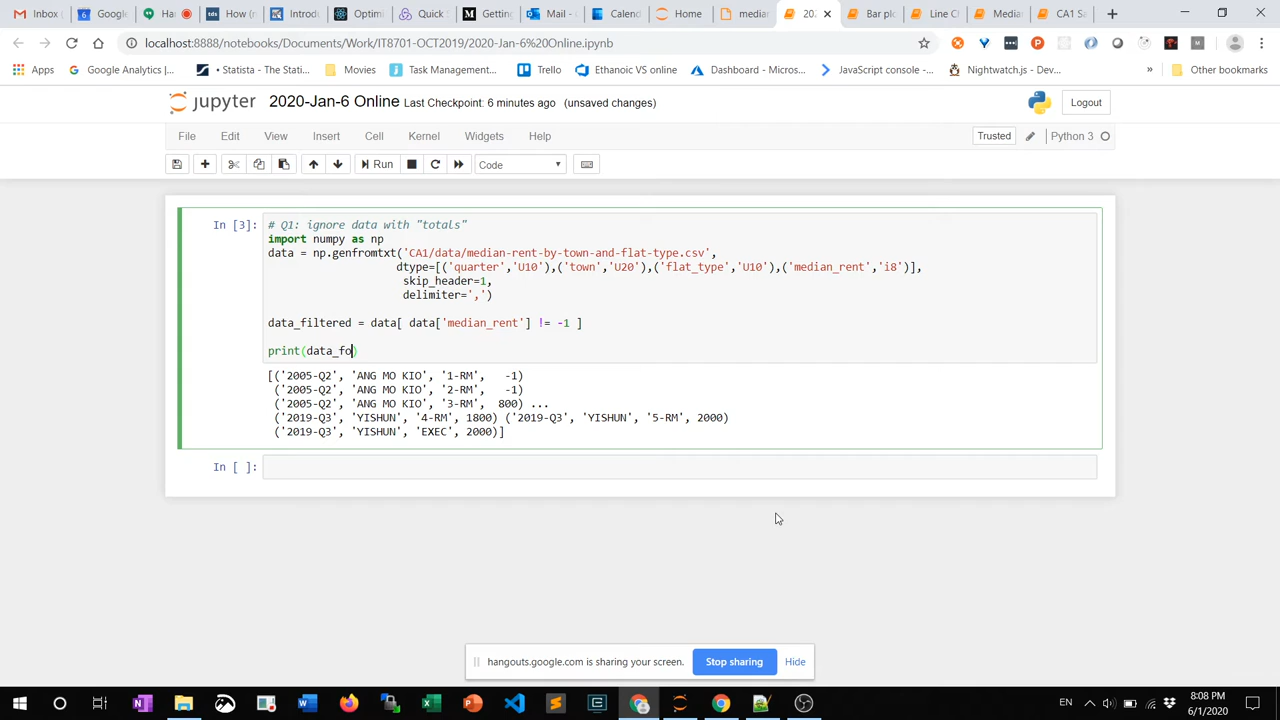 Inbox (
Google
Ha
How (n
Introdu
Optim
Quick
Getti
Mail -
Calend
Home
median
202
Bar plo
Line C
Media
CA1 Sa
localhost:8888/notebooks/Documents/Work/IT8701-OCT2019/2020-Jan-6%20Online.ipynb
Apps
Google Analytics |...
• Statista - The Stati...
Movies
Task Management...
Trello
Ethanoic VS online
Dashboard - Micros...
JavaScript console -...
Nightwatch.js - Dev...
»
Other bookmarks
jupyter 2020-Jan-6 Online Last Checkpoint: 6 minutes ago (unsaved changes)
Logout
File Edit View Insert Cell Kernel Widgets Help
Trusted
Python 3
Run
Code
In [3]:
# Q1: ignore data with "totals"
import numpy as np
data = np.genfromtxt('CA1/data/median-rent-by-town-and-flat-type.csv',
dtype=[('quarter','U10'),('town','U20'),('flat_type','U10'),('median_rent','i8')],
skip_header=1,
delimiter=',')
data_filtered = data[ data['median_rent'] != -1 ]
print(data_fo)
[('2005-Q2', 'ANG MO KIO', '1-RM', -1)
('2005-Q2', 'ANG MO KIO', '2-RM', -1)
('2005-Q2', 'ANG MO KIO', '3-RM', 800) ...
('2019-Q3', 'YISHUN', '4-RM', 1800) ('2019-Q3', 'YISHUN', '5-RM', 2000)
('2019-Q3', 'YISHUN', 'EXEC', 2000)]
In [ ]:
hangouts.google.com is sharing your screen.
Stop sharing
Hide
EN
8:08 PM
6/1/2020